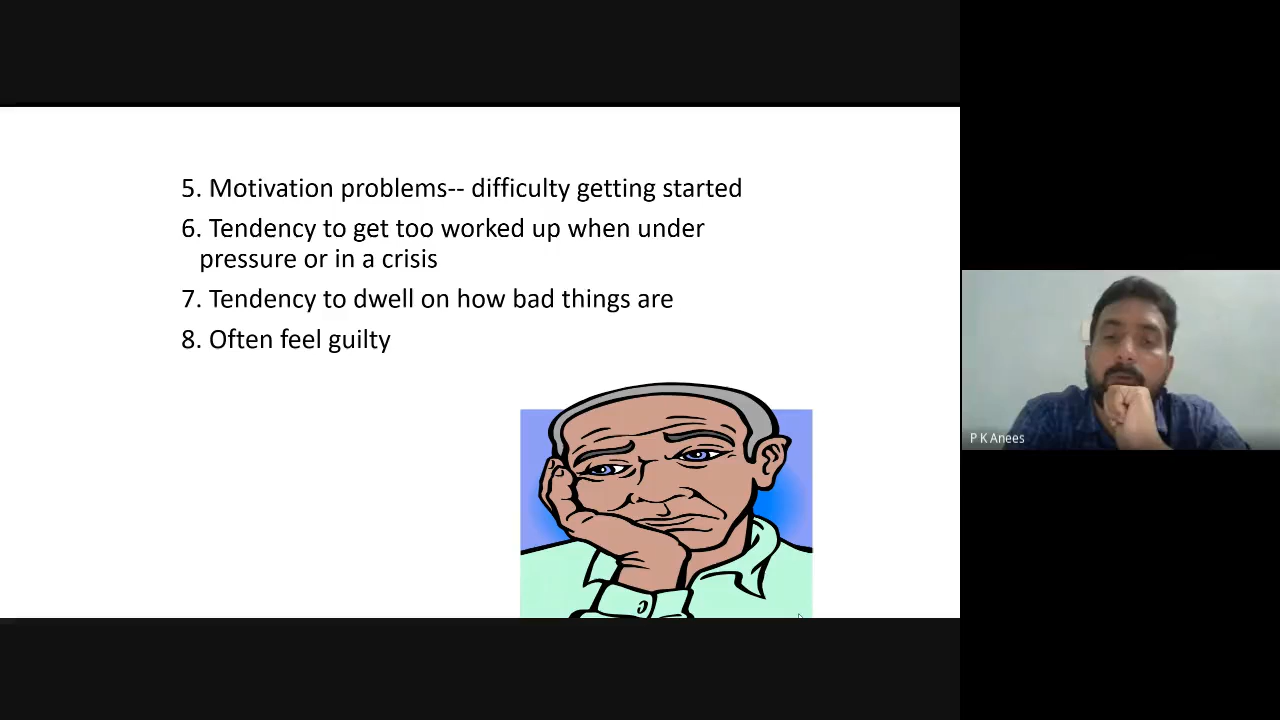 5. Motivation problems-- difficulty getting started
6. Tendency to get too worked up when under
pressure or in a crisis
7. Tendency to dwell on how bad things are
8. Often feel guilty
P K Anees